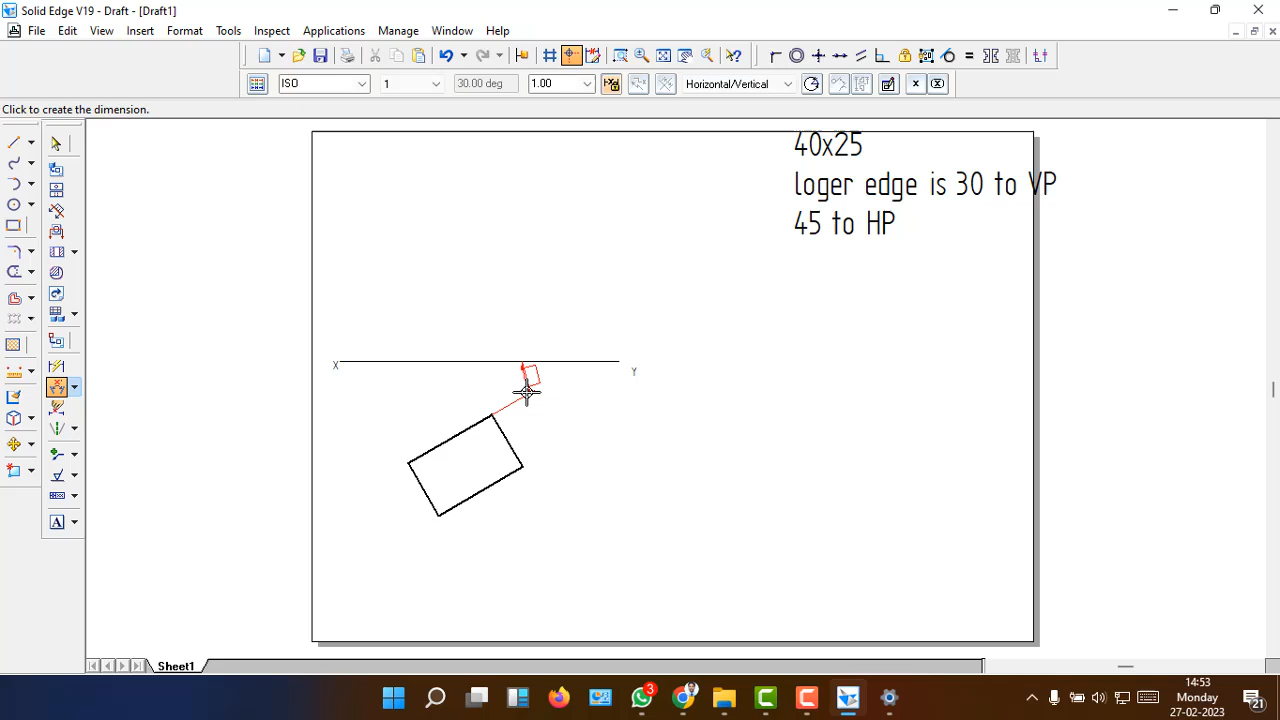 Solid Edge V19 - Draft - [Draft1]
File Edit View Insert Format Tools Inspect Applications Manage Window Help
ISO 1 30.00 deg 1.00 Horizontal/Vertical
Click to create the dimension.
40x25
loger edge is 30 to VP
45 to HP
X
Y
A
Sheet1
3
14:53
Monday
27-02-2023
21